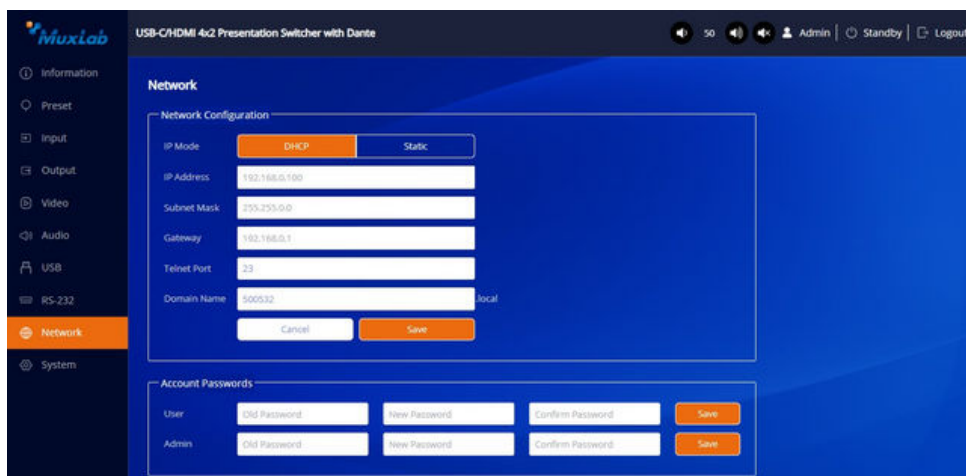 MuxLab
USB-C/HDMI 4x2 Presentation Switcher with Dante
50
Admin
Standby
Logout
Information
Preset
Input
Output
Video
Audio
USB
RS-232
Network
System
Network
Network Configuration
IP Mode DHCP Static
IP Address 192.168.0.100
Subnet Mask 255.255.0.0
Gateway 192.168.0.1
Telnet Port 23
Domain Name 500532 .local
Cancel Save
Account Passwords
User Old Password New Password Confirm Password Save
Admin Old Password New Password Confirm Password Save